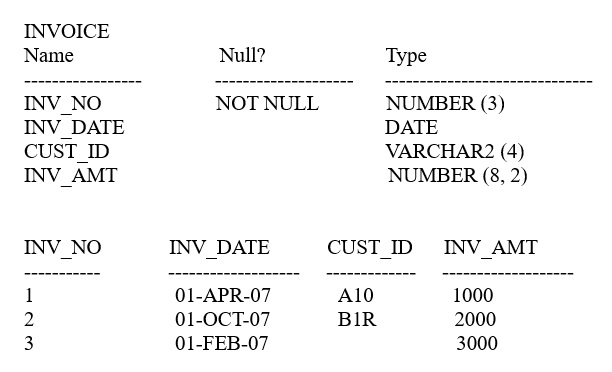 INVOICE
Name Null? Type
----------------- -------------------- ------------------------------
INV_NO NOT NULL NUMBER (3)
INV_DATE DATE
CUST_ID VARCHAR2 (4)
INV_AMT NUMBER (8, 2)
INV_NO INV_DATE CUST_ID INV_AMT
----------- ------------------- ------------- -------------------
1 01-APR-07 A10 1000
2 01-OCT-07 B1R 2000
3 01-FEB-07 3000